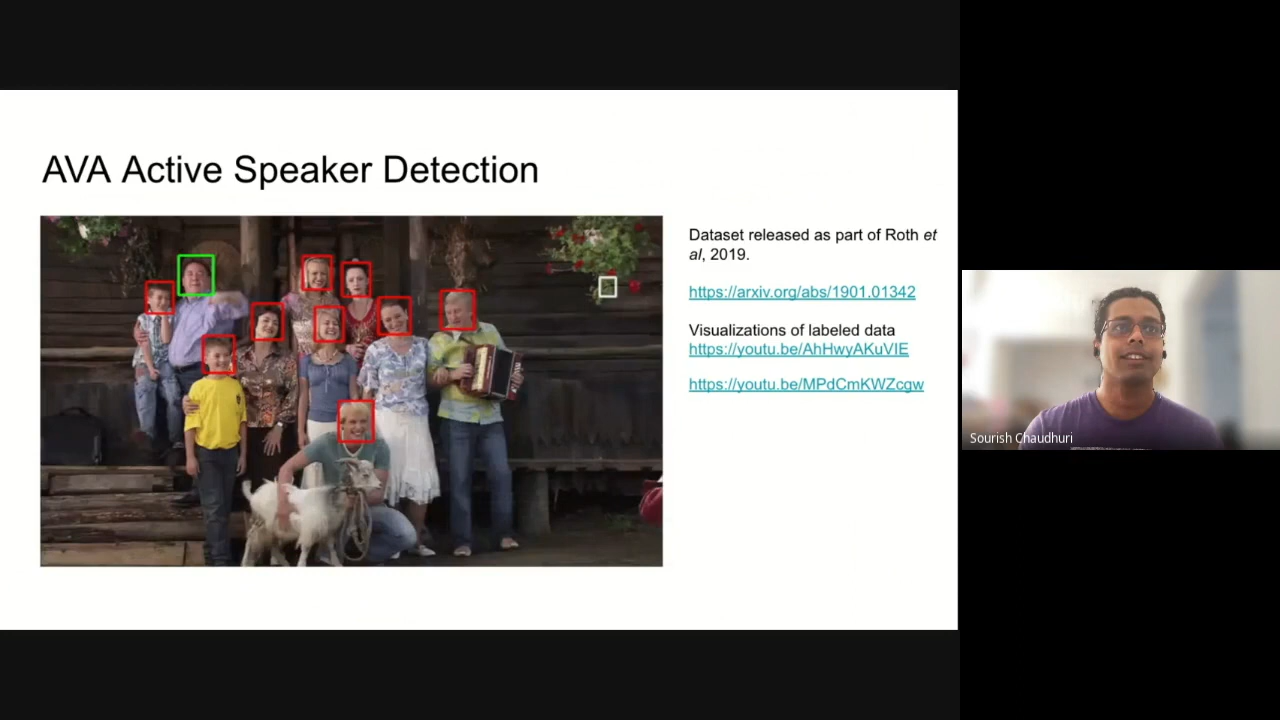 AVA Active Speaker Detection
Dataset released as part of Roth et
al, 2019.
https://arxiv.org/abs/1901.01342
Visualizations of labeled data
https://youtu.be/AhHwyAKuVIE
https://youtu.be/MPdCmKWZcgw
Sourish Chaudhuri